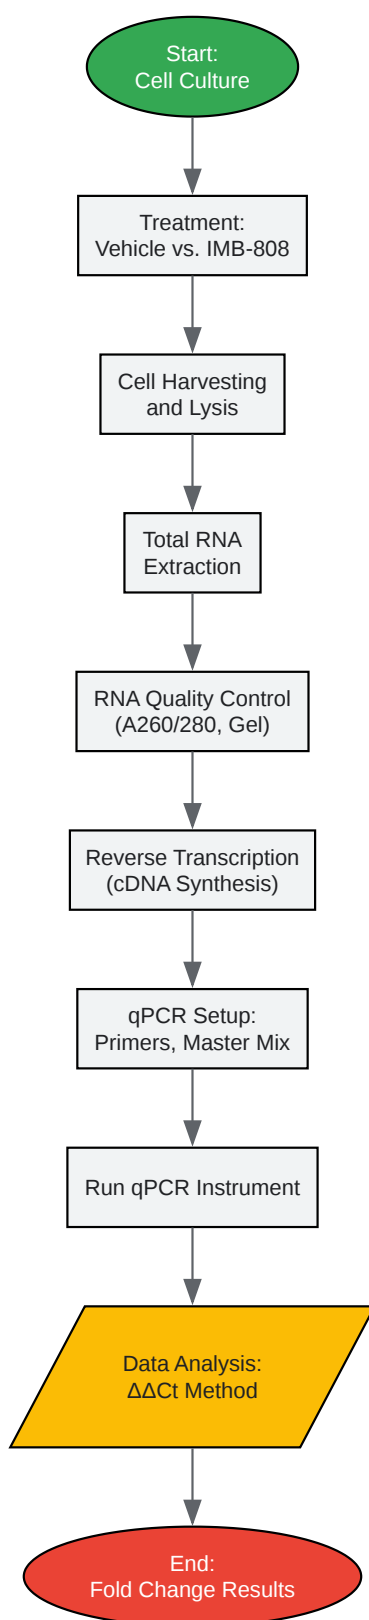 Start:
Cell Culture
Treatment:
Vehicle vs. IMB-808
Cell Harvesting
and Lysis
Total RNA
Extraction
RNA Quality Control
(A260/280, Gel)
Reverse Transcription
(cDNA Synthesis)
qPCR Setup:
Primers, Master Mix
Run qPCR Instrument
Data Analysis:
ΔΔCt Method
End:
Fold Change Results